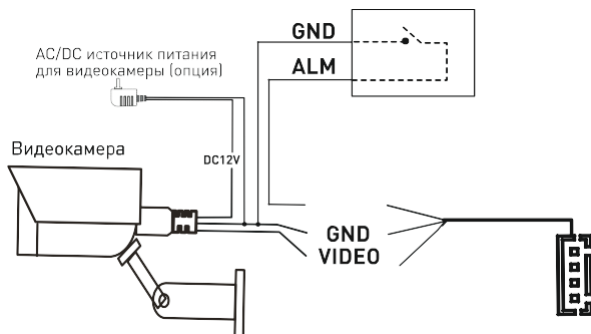 GND
AC/DC источник питания
для видеокамеры (опция)
ALM
Видеокамера
DC12V
GND
VIDEO